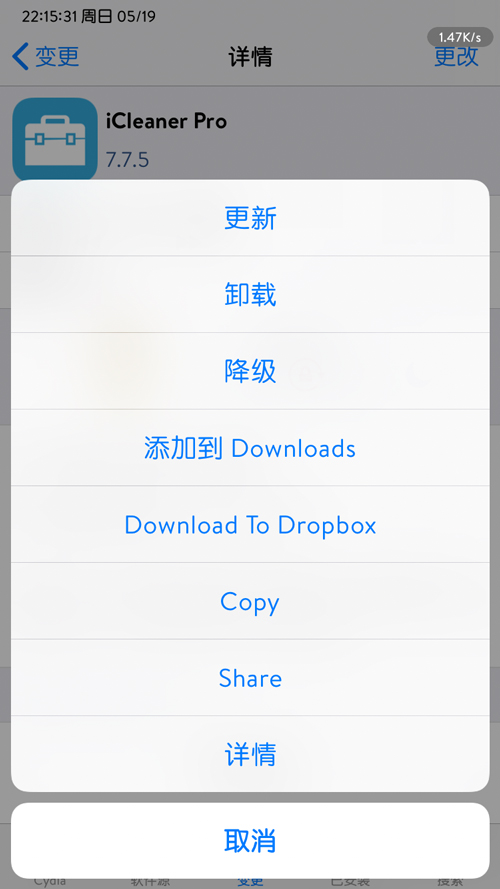 22:15:31 周日 05/19
1.47K/s
变更
详情
更改
iCleaner Pro
7.7.5
更新
卸载
降级
添加到 Downloads
Download To Dropbox
Copy
Share
详情
取消
Cydia
软件源
变更
已安装
搜索